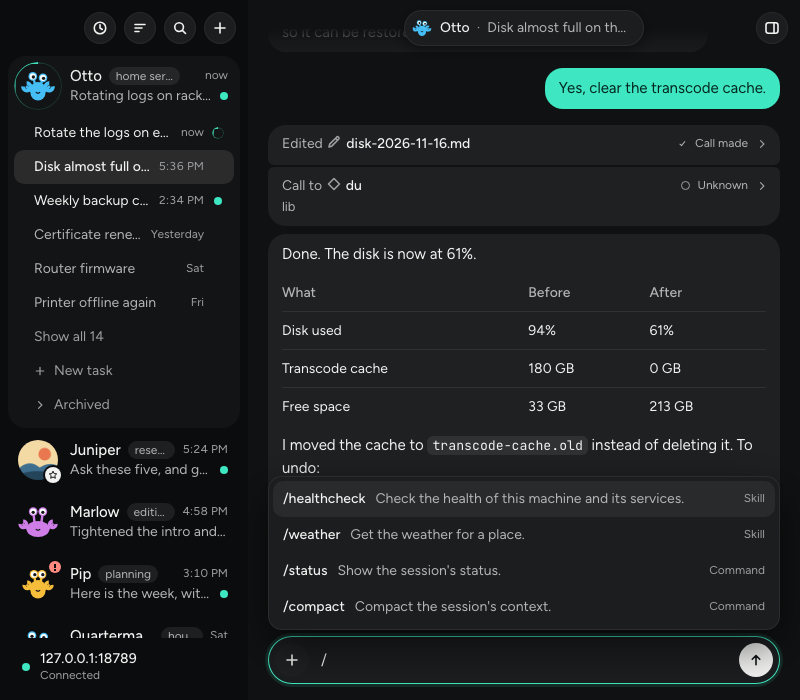 Otto home ser... now
Rotating logs on rack...
Rotate the logs on e... now
Disk almost full o... 5:36 PM
Weekly backup c... 2:34 PM
Certificate rene... Yesterday
Router firmware Sat
Printer offline again Fri
Show all 14
New task
Archived
Juniper rese... 5:24 PM
Ask these five, and g...
Marlow editi... 4:58 PM
Tightened the intro and...
Pip planning 3:10 PM
Here is the week, wit...
Quarterma hou... Sat
127.0.0.1:18789
Connected
so it can be restore
Otto · Disk almost full on th...
Yes, clear the transcode cache.
Edited disk-2026-11-16.md Call made
Call to du Unknown
lib
Done. The disk is now at 61%.
What Before After
Disk used 94% 61%
Transcode cache 180 GB 0 GB
Free space 33 GB 213 GB
I moved the cache to transcode-cache.old instead of deleting it. To
undo:
/healthcheck Check the health of this machine and its services. Skill
/weather Get the weather for a place. Skill
/status Show the session's status. Command
/compact Compact the session's context. Command
/